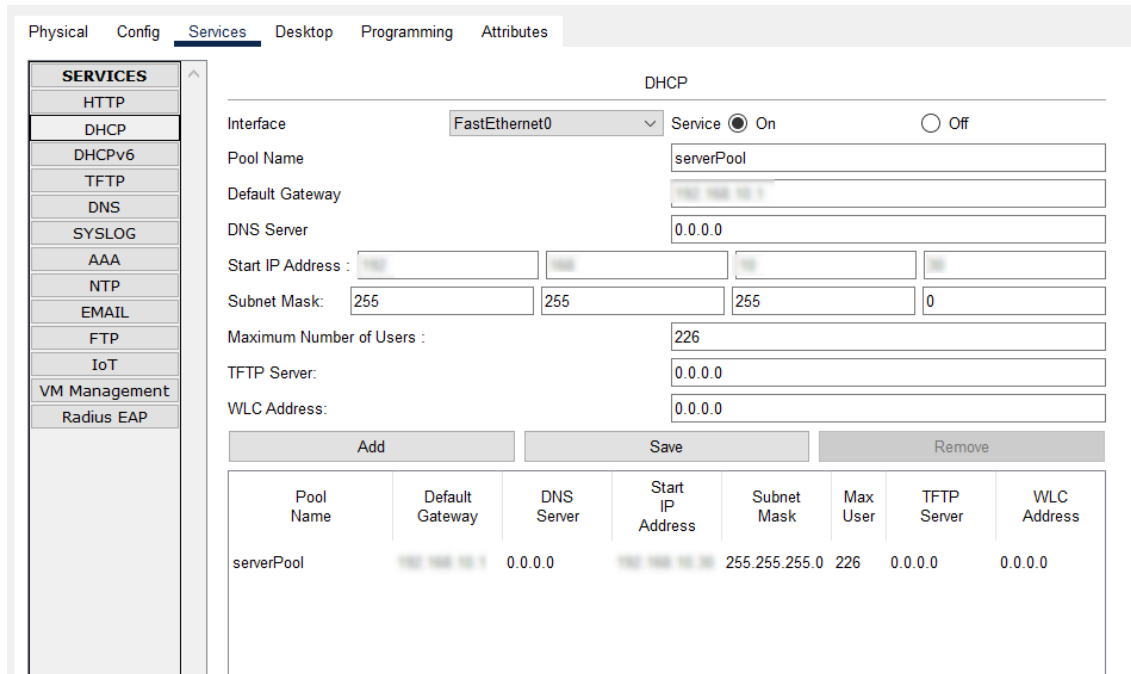 Physical Config Services Desktop Programming Attributes
SERVICES
HTTP
DHCP
DHCPv6
TFTP
DNS
SYSLOG
AAA
NTP
EMAIL
FTP
IoT
VM Management
Radius EAP
DHCP
Interface FastEthernet0 Service On Off
Pool Name serverPool
Default Gateway
DNS Server 0.0.0.0
Start IP Address :
Subnet Mask: 255 255 255 0
Maximum Number of Users : 226
TFTP Server: 0.0.0.0
WLC Address: 0.0.0.0
Add Save Remove
Pool Name Default Gateway DNS Server Start IP Address Subnet Mask Max User TFTP Server WLC Address
serverPool 0.0.0.0 255.255.255.0 226 0.0.0.0 0.0.0.0